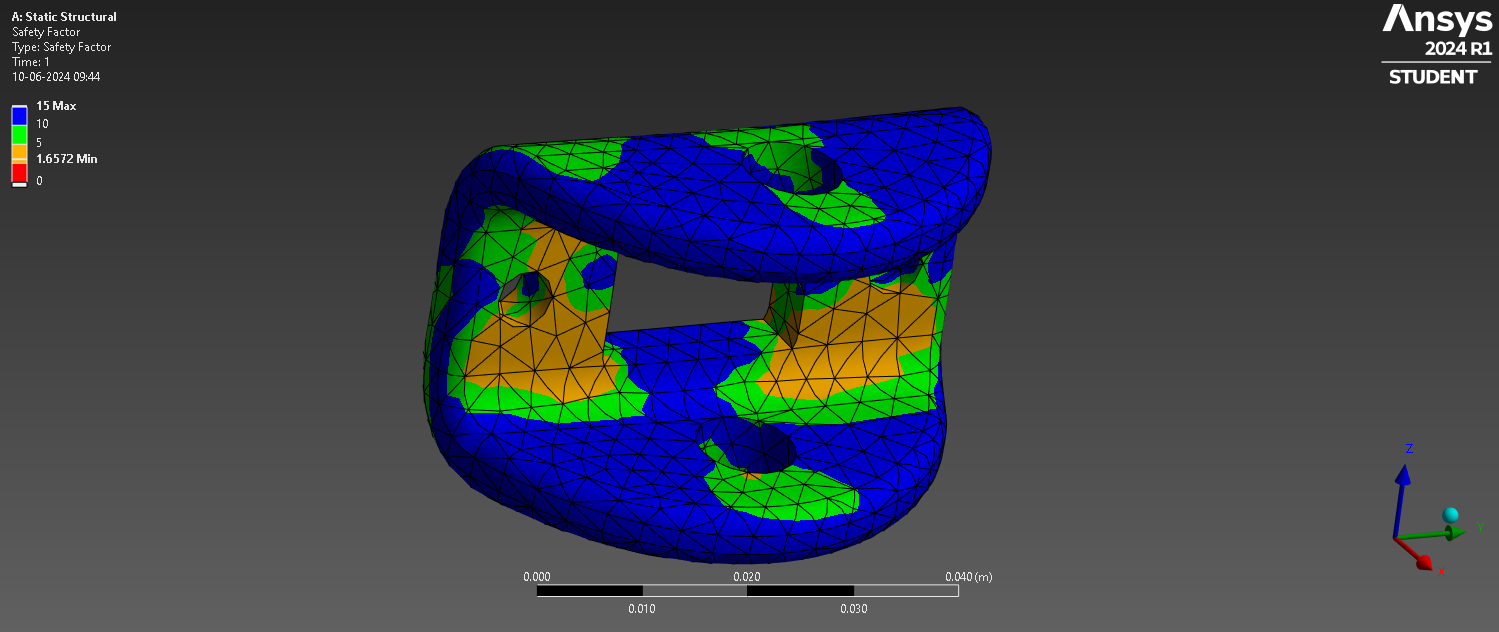 A: Static Structural
Safety Factor
Type: Safety Factor
Time: 1
10-06-2024 09:44
15 Max
10
5
1.6572 Min
0
Ansys
2024 R1
STUDENT
0.000
0.020
0.040 (m)
0.010
0.030
Z
Y
X